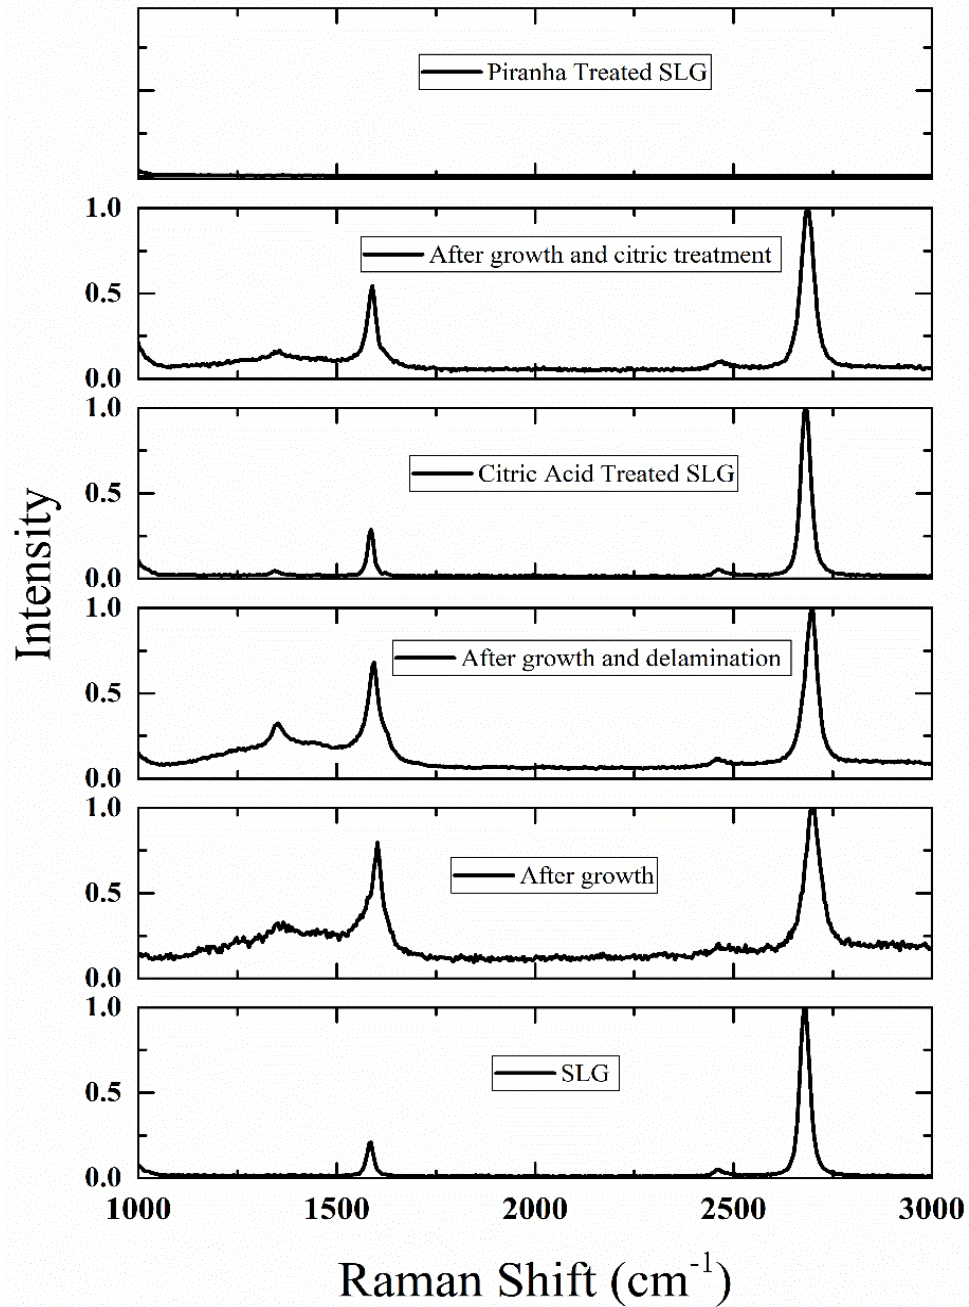 Piranha Treated SLG
1.0
After growth and citric treatment
0.5
0.0
1.0
Citric Acid Treated SLG
0.5
0.0
1.0
After growth and delamination
0.5
0.0
1.0
After growth
0.5
0.0
1.0
SLG
0.5
0.0
Intensity
1000 1500 2000 2500 3000
Raman Shift (cm⁻¹)